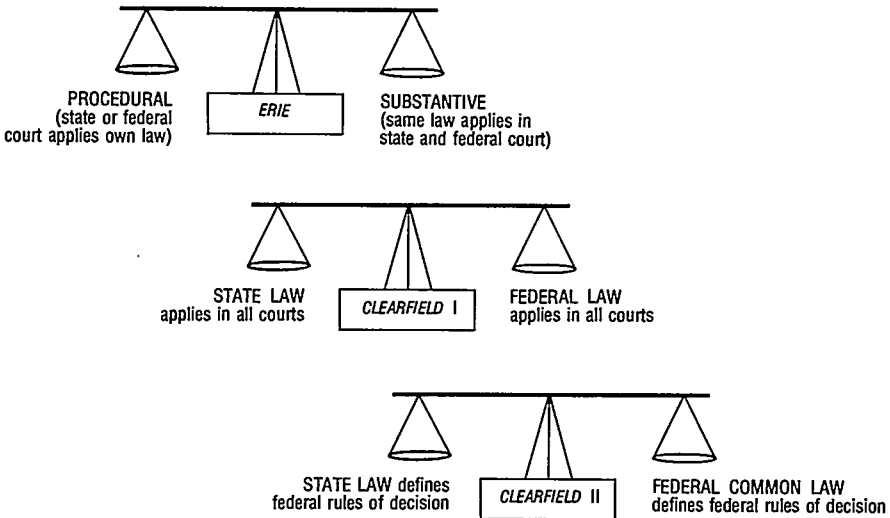 PROCEDURAL
(state or federal
court applies own law)
ERIE
SUBSTANTIVE
(same law applies in
state and federal court)
STATE LAW
applies in all courts
CLEARFIELD I
FEDERAL LAW
applies in all courts
STATE LAW defines
federal rules of decision
CLEARFIELD II
FEDERAL COMMON LAW
defines federal rules of decision